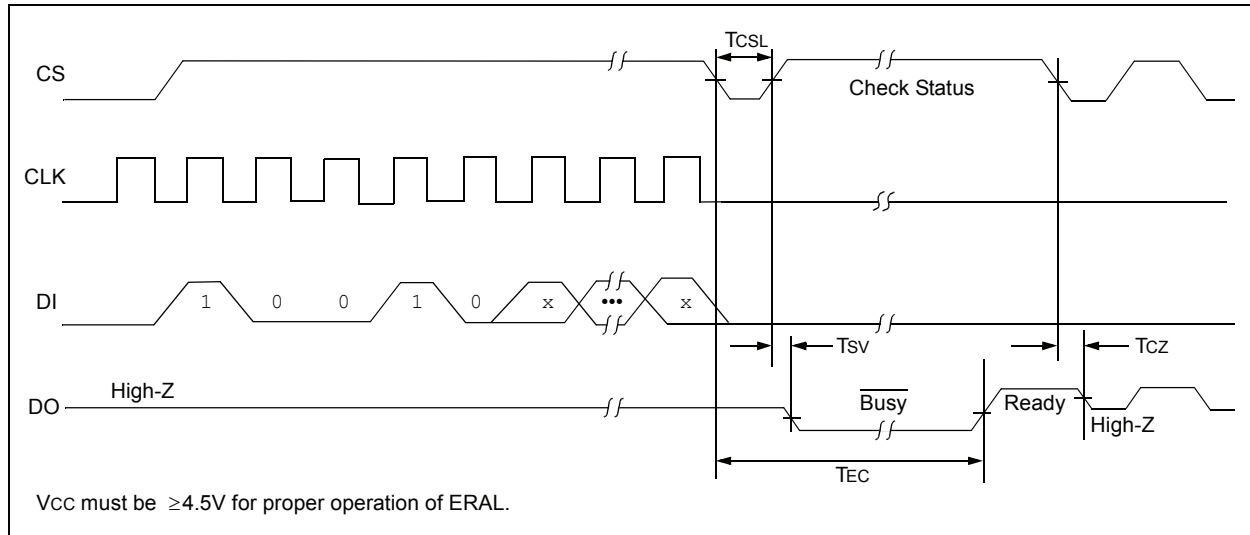 TCSL
CS
Check Status
CLK
DI
1 0 0 1 0 x ••• x
TSV
TCZ
High-Z
DO
Busy
Ready
High-Z
TEC
VCC must be ≥4.5V for proper operation of ERAL.